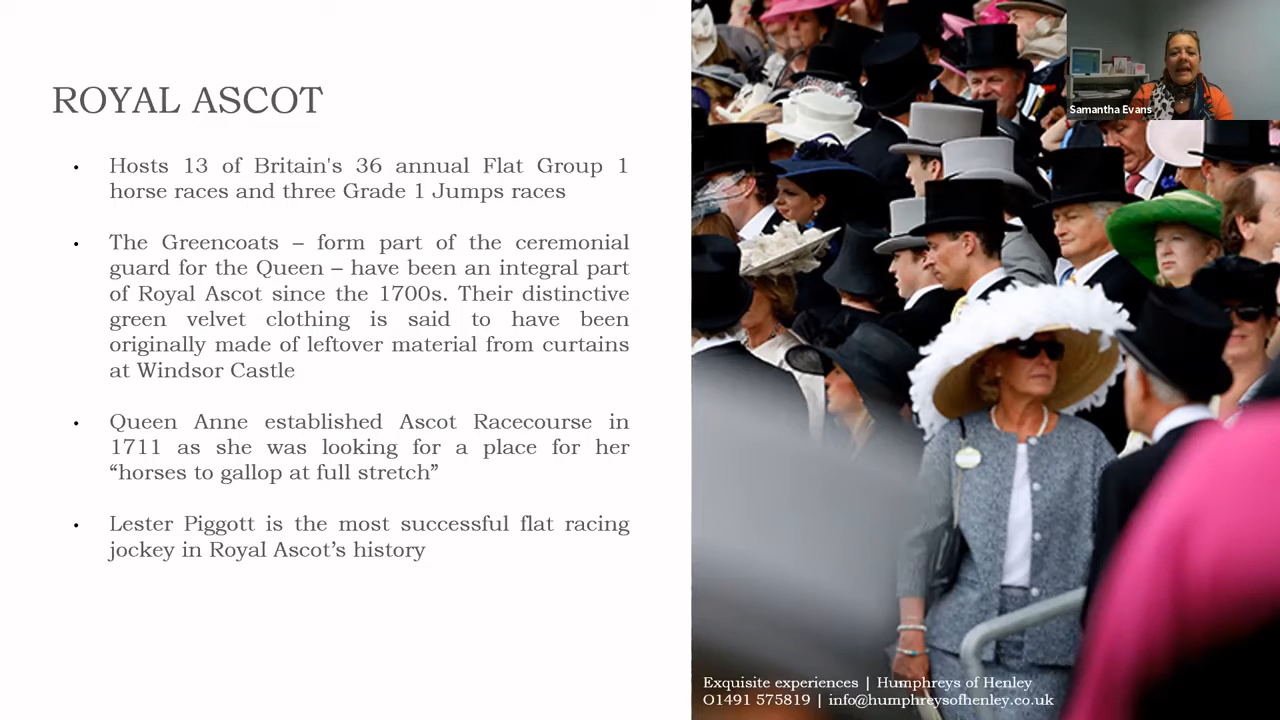 ROYAL ASCOT
• Hosts 13 of Britain's 36 annual Flat Group 1
horse races and three Grade 1 Jumps races
• The Greencoats – form part of the ceremonial
guard for the Queen – have been an integral part
of Royal Ascot since the 1700s. Their distinctive
green velvet clothing is said to have been
originally made of leftover material from curtains
at Windsor Castle
• Queen Anne established Ascot Racecourse in
1711 as she was looking for a place for her
“horses to gallop at full stretch”
• Lester Piggott is the most successful flat racing
jockey in Royal Ascot’s history
Samantha Evans
Exquisite experiences | Humphreys of Henley
O1491 575819 | info@humphreysofhenley.co.uk